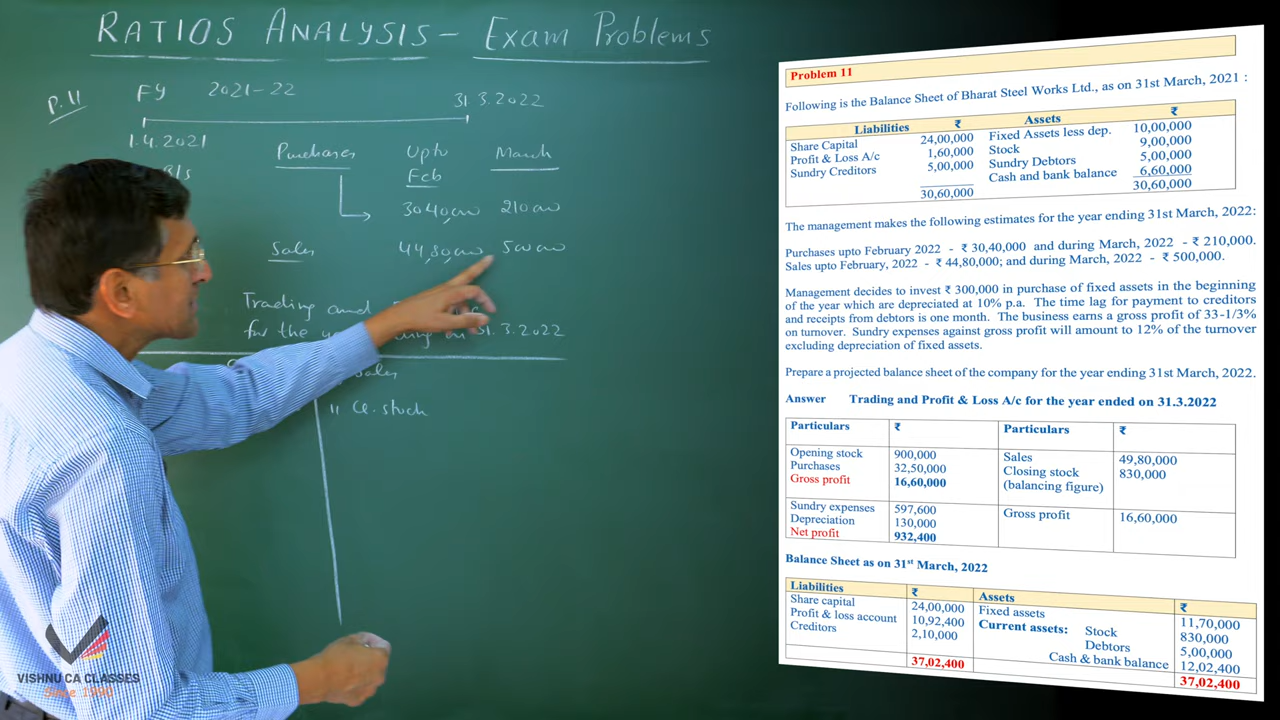 RATIOS ANALYSIS - Exam Problems
P.11
FY 2021-22
31.3.2022
1.4.2021
B/s
Purchases Upto Feb March
3040,000 210000
Sales 44,80,000 500000
Trading and
for the ye 31.3.2022
Sales
" Cl. stock
VISHNU CA CLASSES
Since 1990
Problem 11
Following is the Balance Sheet of Bharat Steel Works Ltd., as on 31st March, 2021 :
Liabilities ₹ Assets ₹
Share Capital 24,00,000 Fixed Assets less dep. 10,00,000
Profit & Loss A/c 1,60,000 Stock 9,00,000
Sundry Creditors 5,00,000 Sundry Debtors 5,00,000
Cash and bank balance 6,60,000
30,60,000 30,60,000
The management makes the following estimates for the year ending 31st March, 2022:
Purchases upto February 2022 - ₹ 30,40,000 and during March, 2022 - ₹ 210,000.
Sales upto February, 2022 - ₹ 44,80,000; and during March, 2022 - ₹ 500,000.
Management decides to invest ₹ 300,000 in purchase of fixed assets in the beginning
of the year which are depreciated at 10% p.a. The time lag for payment to creditors
and receipts from debtors is one month. The business earns a gross profit of 33-1/3%
on turnover. Sundry expenses against gross profit will amount to 12% of the turnover
excluding depreciation of fixed assets.
Prepare a projected balance sheet of the company for the year ending 31st March, 2022.
Answer Trading and Profit & Loss A/c for the year ended on 31.3.2022
Particulars ₹ Particulars ₹
Opening stock 900,000 Sales 49,80,000
Purchases 32,50,000 Closing stock 830,000
Gross profit 16,60,000 (balancing figure)
Sundry expenses 597,600 Gross profit 16,60,000
Depreciation 130,000
Net profit 932,400
Balance Sheet as on 31st March, 2022
Liabilities ₹ Assets ₹
Share capital 24,00,000 Fixed assets 11,70,000
Profit & loss account 10,92,400 Current assets: Stock 830,000
Creditors 2,10,000 Debtors 5,00,000
Cash & bank balance 12,02,400
37,02,400 37,02,400